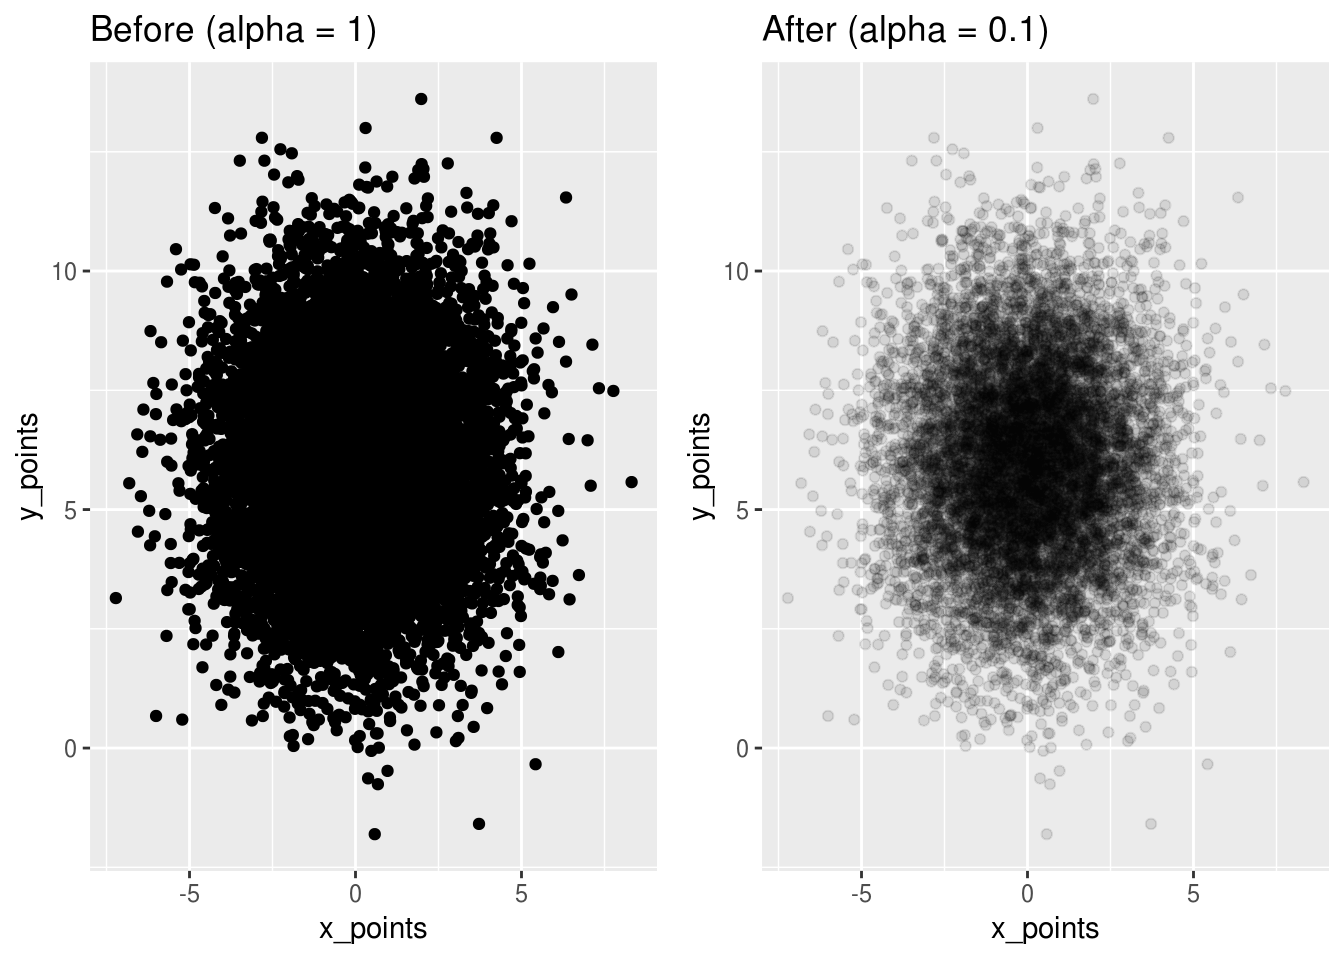 Before (alpha = 1)
10
5
0
y_points
-5 0 5
x_points
After (alpha = 0.1)
10
5
0
y_points
-5 0 5
x_points